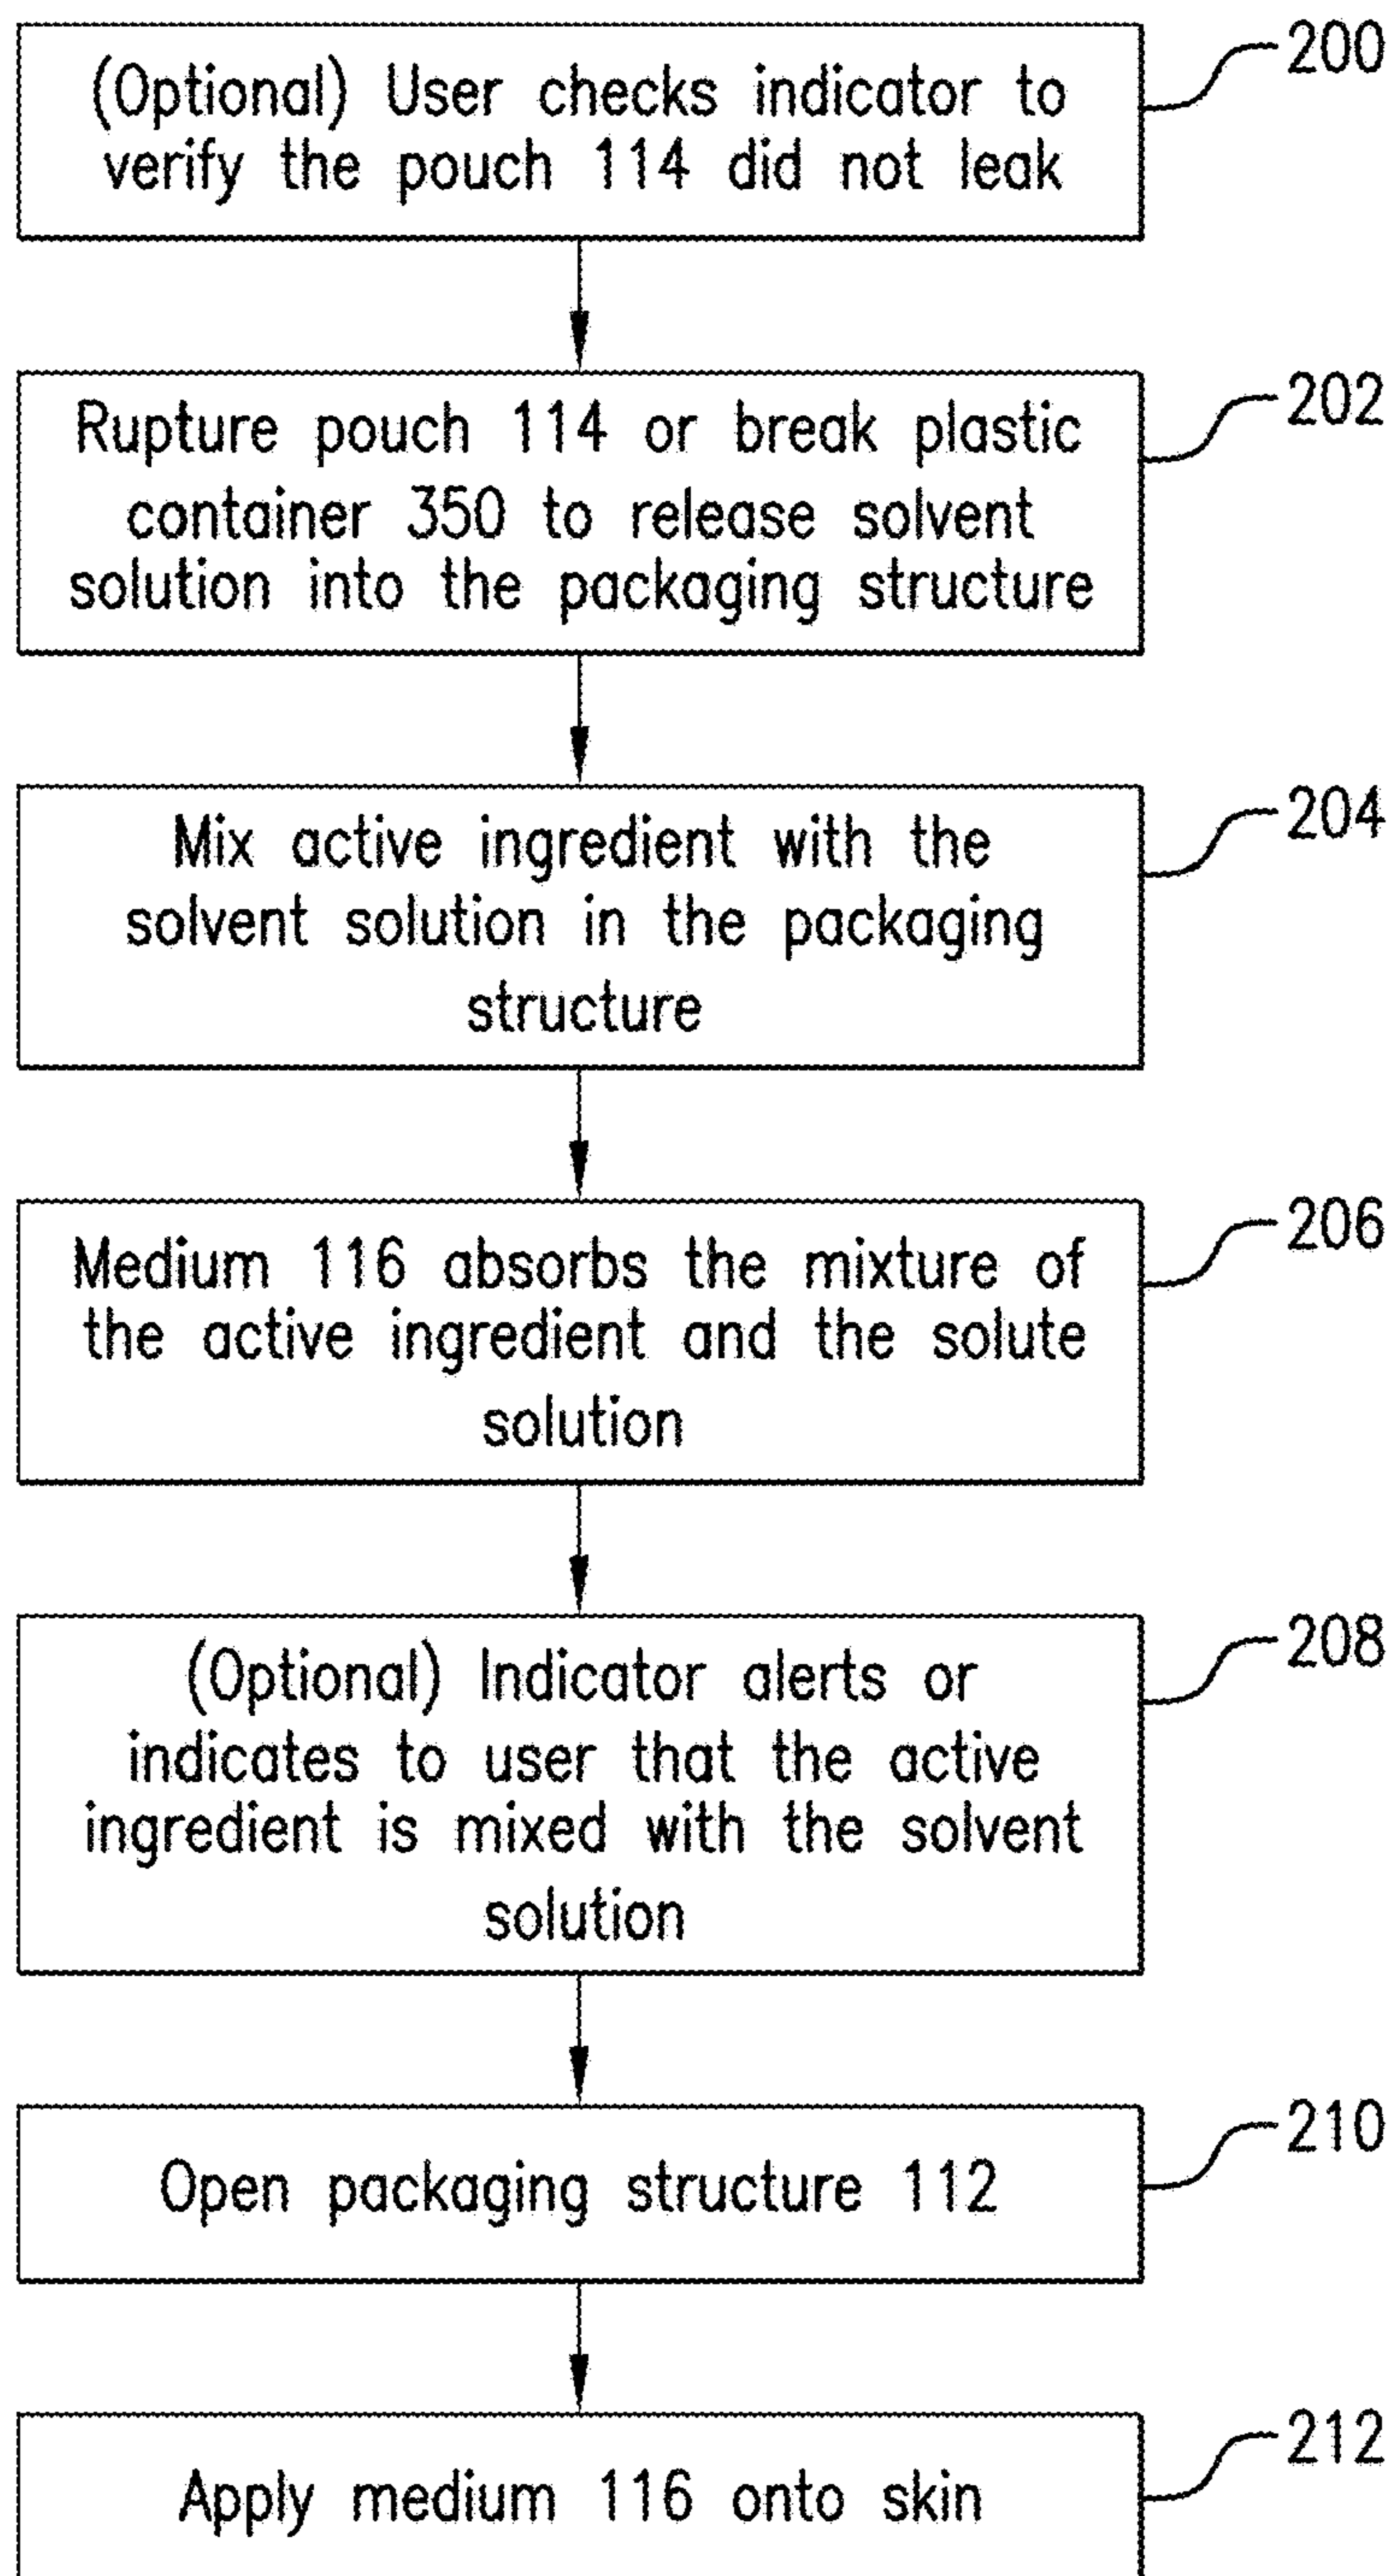 (Optional) User checks indicator to
verify the pouch 114 did not leak
200
Rupture pouch 114 or break plastic
container 350 to release solvent
solution into the packaging structure
202
Mix active ingredient with the
solvent solution in the packaging
structure
204
Medium 116 absorbs the mixture of
the active ingredient and the solute
solution
206
(Optional) Indicator alerts or
indicates to user that the active
ingredient is mixed with the solvent
solution
208
Open packaging structure 112
210
Apply medium 116 onto skin
212